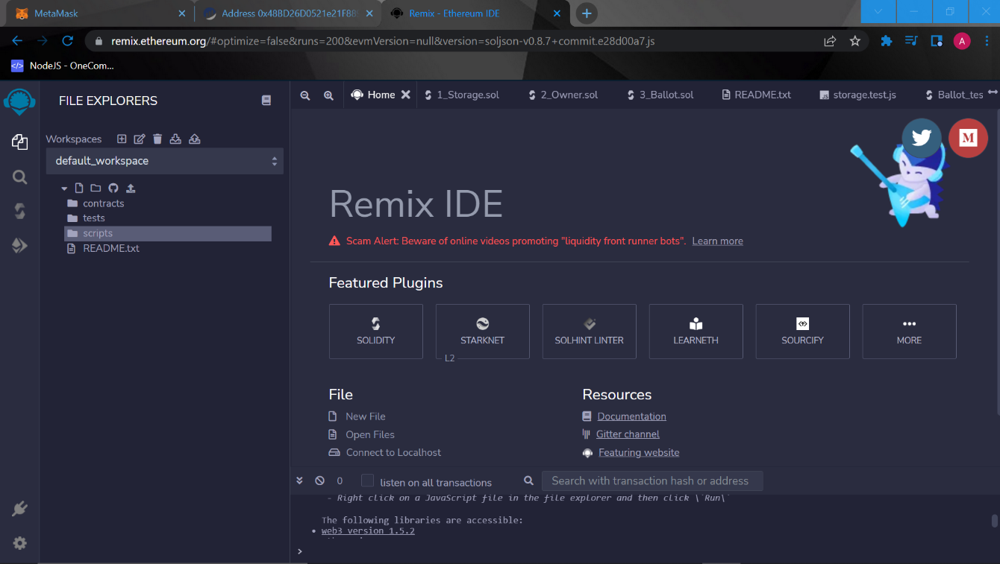 MetaMask
Address 0x48BD26D0521e21F88
Remix - Ethereum IDE
remix.ethereum.org/#optimize=false&runs=200&evmVersion=null&version=soljson-v0.8.7+commit.e28d00a7.js
A
</> NodeJS - OneCom...
FILE EXPLORERS
Home
1_Storage.sol
2_Owner.sol
3_Ballot.sol
README.txt
JS storage.test.js
Ballot_tes
Workspaces
default_workspace
contracts
tests
scripts
README.txt
M
Remix IDE
Scam Alert: Beware of online videos promoting "liquidity front runner bots". Learn more
Featured Plugins
SOLIDITY
STARKNET
L2
SOLHINT LINTER
LEARNETH
SOURCIFY
MORE
File
New File
Open Files
Connect to Localhost
Resources
Documentation
Gitter channel
Featuring website
0 listen on all transactions
Search with transaction hash or address
- Right click on a JavaScript file in the file explorer and then click \`Run\`
The following libraries are accessible:
• web3 version 1.5.2
>